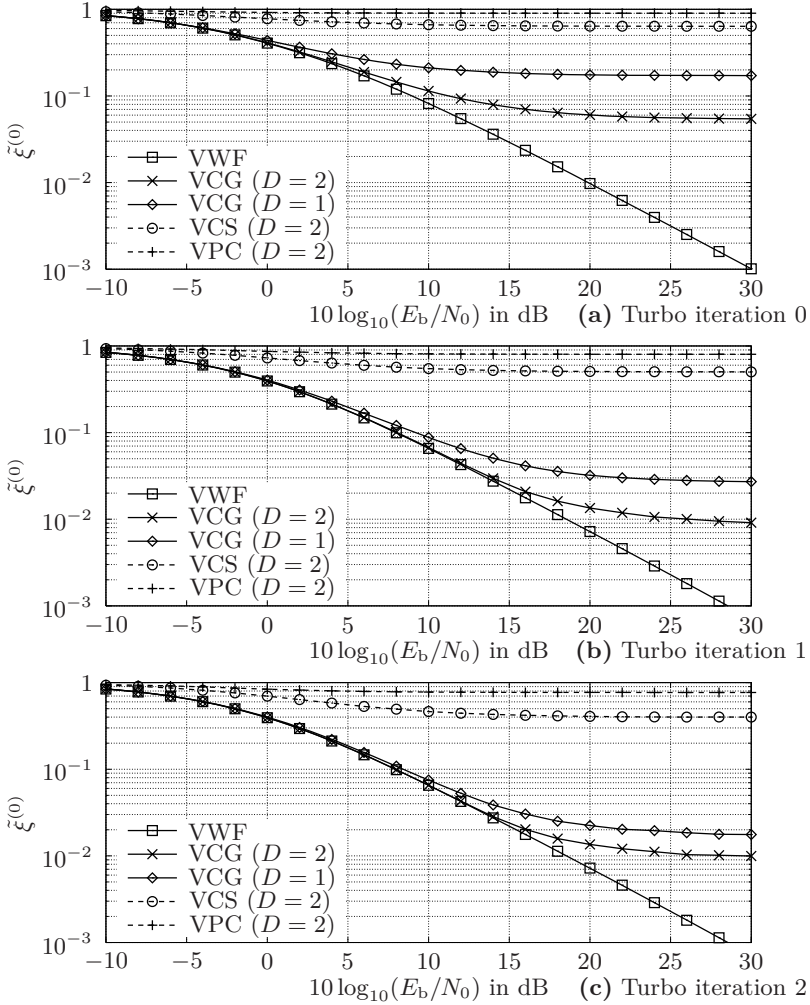 1
10⁻¹
10⁻²
10⁻³
ξ̃⁽⁰⁾
VWF
VCG (D = 2)
VCG (D = 1)
VCS (D = 2)
VPC (D = 2)
−10 −5 0 5 10 15 20 25 30
10 log₁₀(E_b/N₀) in dB (a) Turbo iteration 0
1
10⁻¹
10⁻²
10⁻³
ξ̃⁽⁰⁾
VWF
VCG (D = 2)
VCG (D = 1)
VCS (D = 2)
VPC (D = 2)
−10 −5 0 5 10 15 20 25 30
10 log₁₀(E_b/N₀) in dB (b) Turbo iteration 1
1
10⁻¹
10⁻²
10⁻³
ξ̃⁽⁰⁾
VWF
VCG (D = 2)
VCG (D = 1)
VCS (D = 2)
VPC (D = 2)
−10 −5 0 5 10 15 20 25 30
10 log₁₀(E_b/N₀) in dB (c) Turbo iteration 2